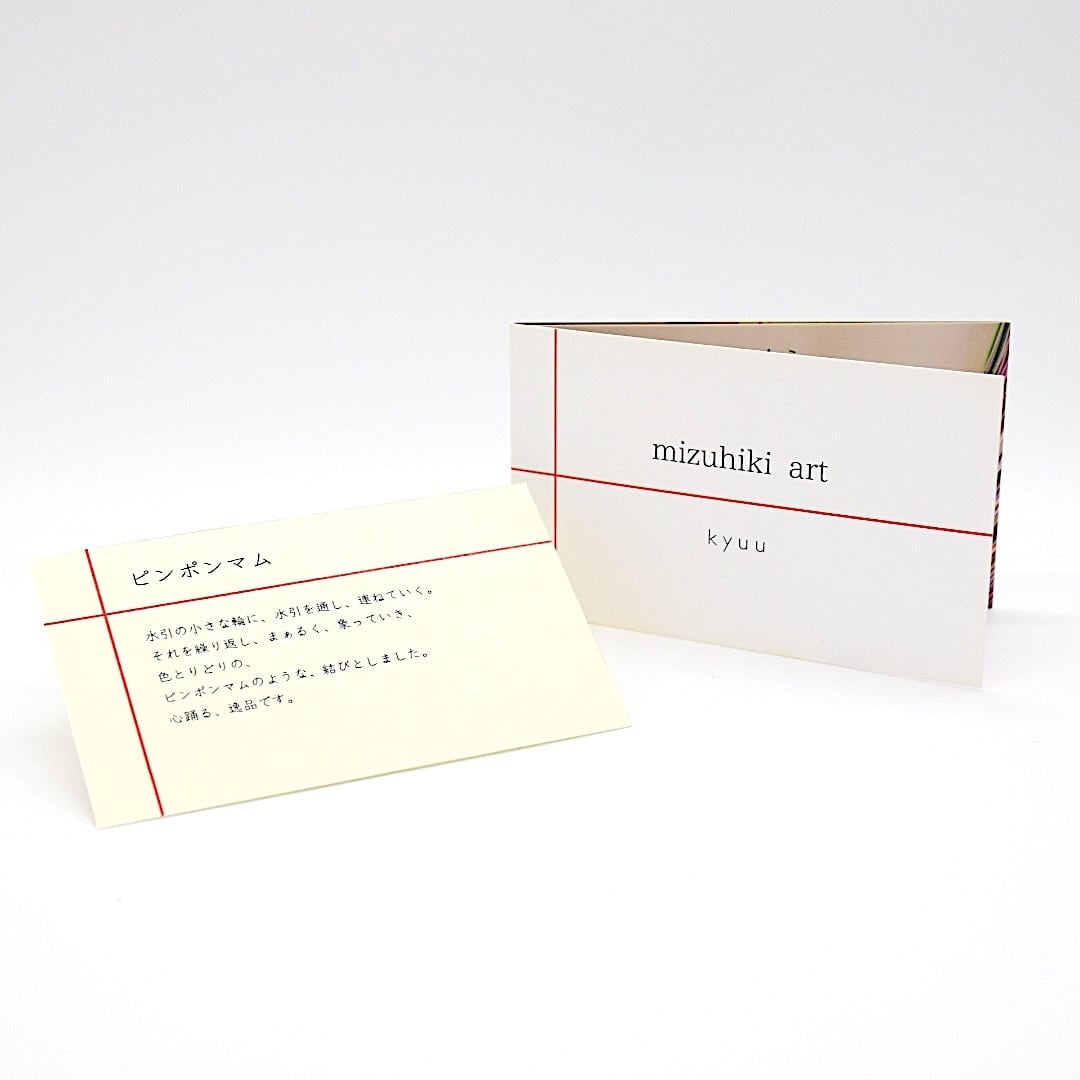 ピンポンマム
水引の小さな輪に、水引を通し、連ねていく。
それを繰り返し、まぁるく、象っていき、
色とりどりの、
ピンポンマムのような、結びとしました。
心踊る、逸品です。
mizuhiki art
kyuu